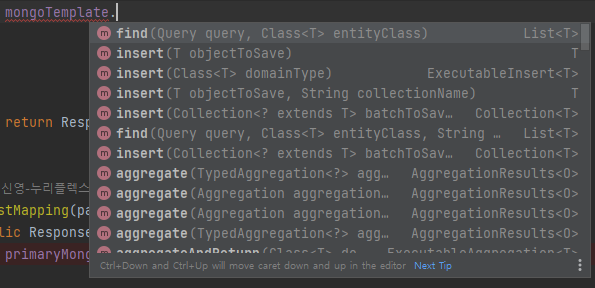 mongoTemplate.
find(Query query, Class<T> entityClass) List<T>
insert(T objectToSave) T
insert(Class<T> domainType) ExecutableInsert<T>
insert(T objectToSave, String collectionName) T
insert(Collection<? extends T> batchToSav… Collection<T>
find(Query query, Class<T> entityClass, String … List<T>
insert(Collection<? extends T> batchToSav… Collection<T>
aggregate(TypedAggregation<?> agg… AggregationResults<O>
aggregate(Aggregation aggregation… AggregationResults<O>
aggregate(Aggregation aggregation… AggregationResults<O>
aggregate(TypedAggregation<?> agg… AggregationResults<O>
aggregateAndReturn(Class<T> do… ExecutableAggregation<T>
Ctrl+Down and Ctrl+Up will move caret down and up in the editor Next Tip
return Resp
신영-누리플렉스
stMapping(pa
lic Response
primaryMong